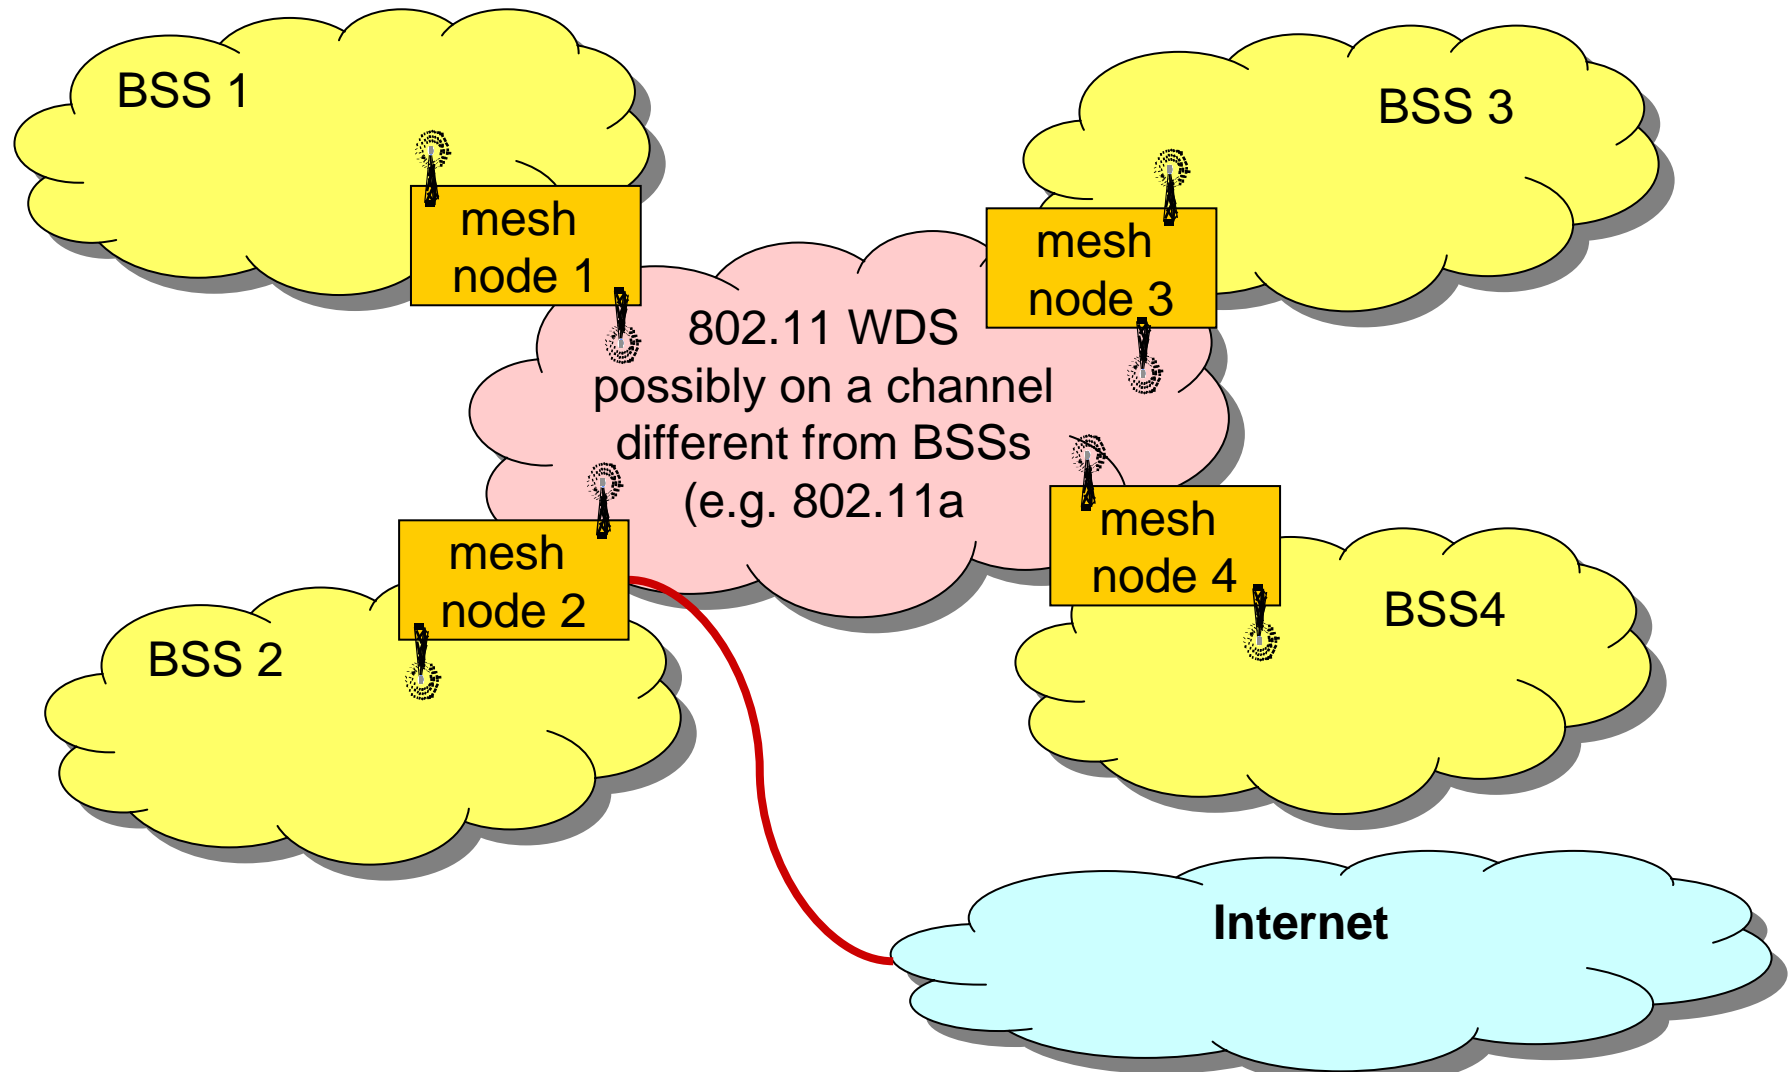 BSS 1
BSS 3
mesh
node 1
mesh
node 3
802.11 WDS
possibly on a channel
different from BSSs
(e.g. 802.11a
mesh
node 2
mesh
node 4
BSS 2
BSS4
Internet